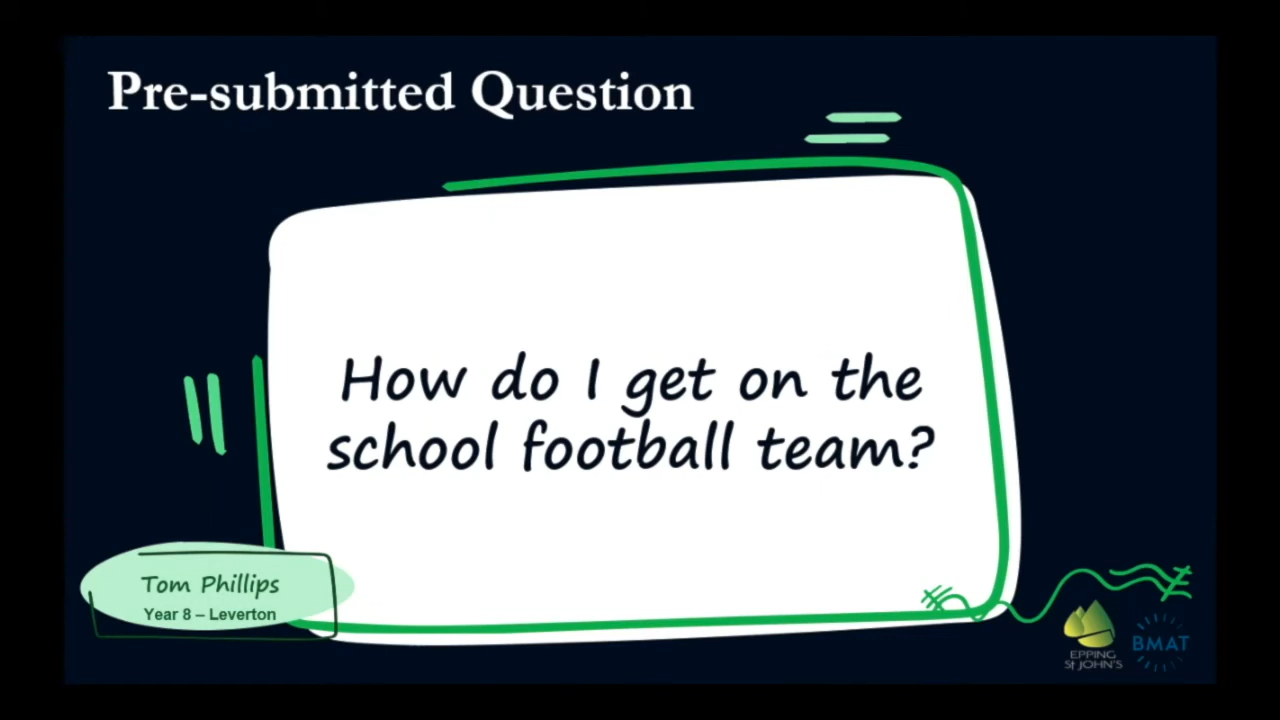 Pre-submitted Question
How do I get on the
school football team?
Tom Phillips
Year 8 – Leverton
EPPING
St JOHN'S
BMAT